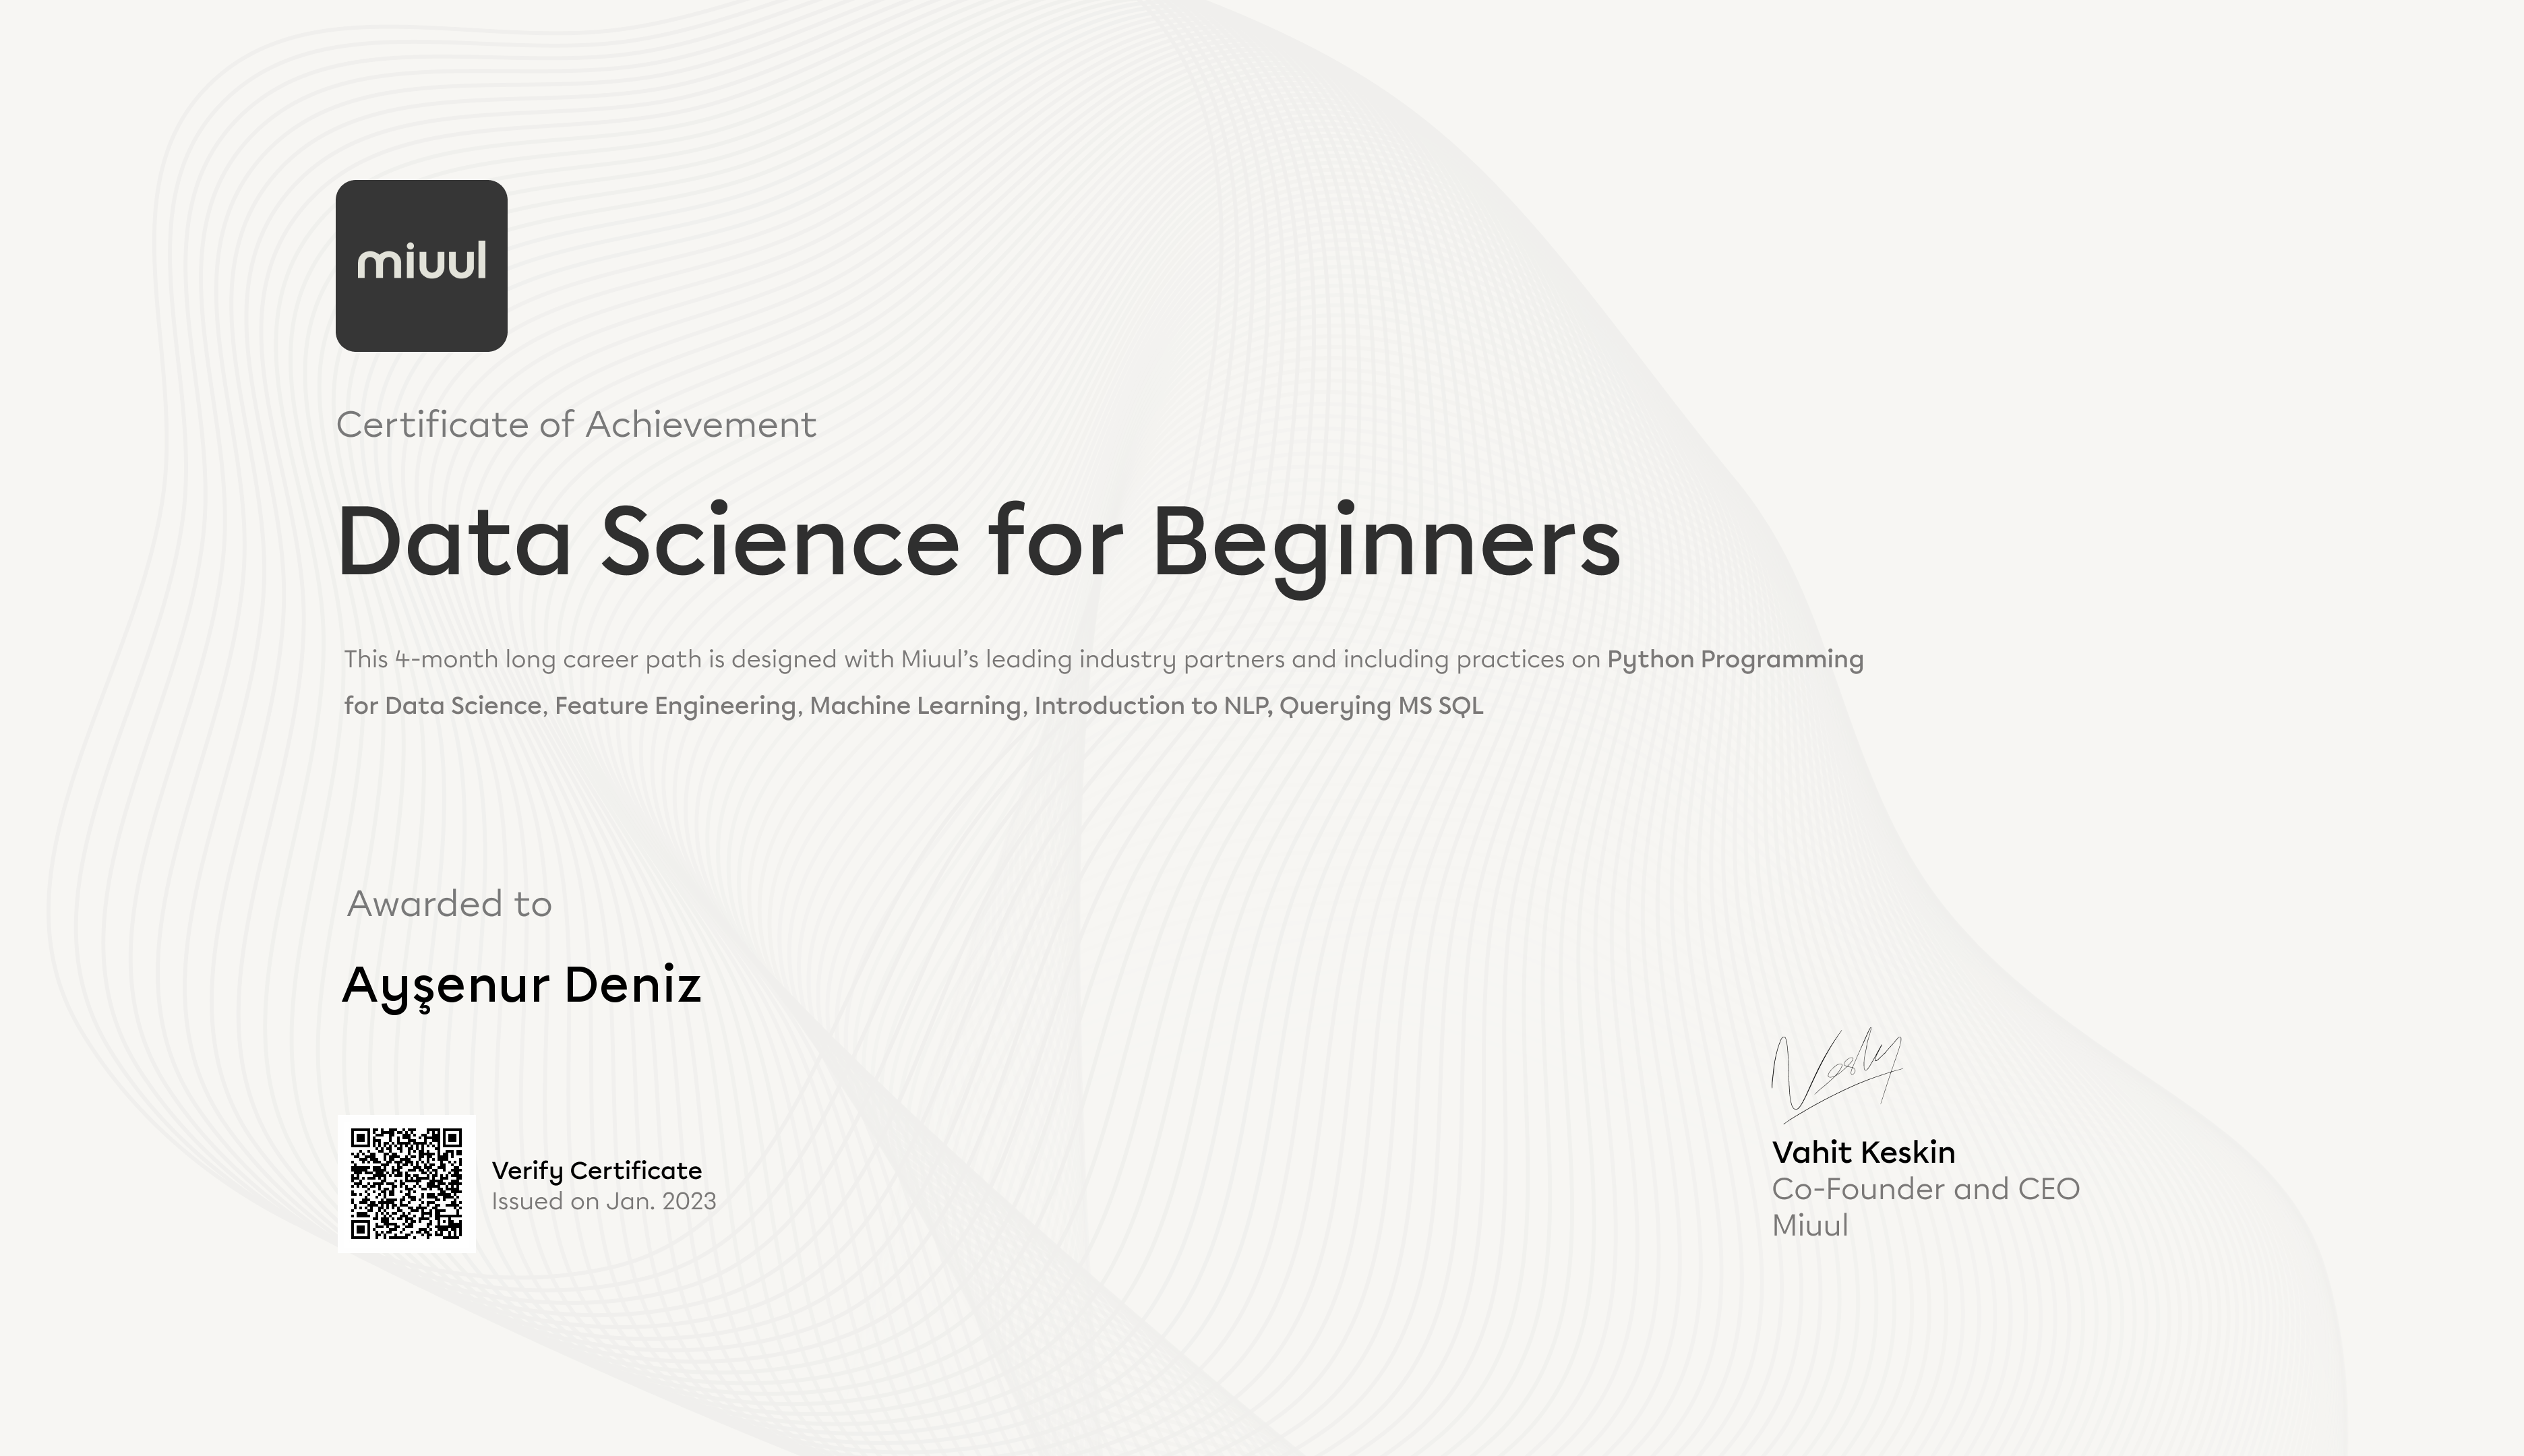 miuul
Certificate of Achievement
Data Science for Beginners
This 4-month long career path is designed with Miuul’s leading industry partners and including practices on Python Programming
for Data Science, Feature Engineering, Machine Learning, Introduction to NLP, Querying MS SQL
Awarded to
Ayşenur Deniz
Verify Certificate
Issued on Jan. 2023
Vahit Keskin
Co-Founder and CEO
Miuul